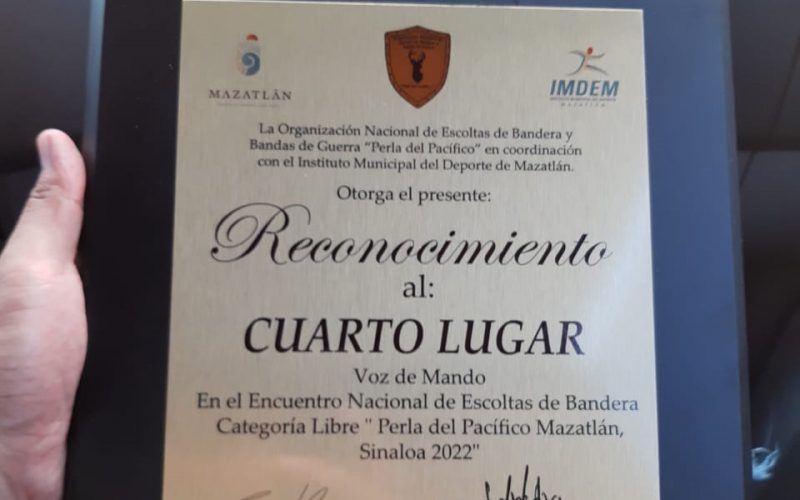 MAZATLÁN
IMDEM
MAZATLÁN
La Organización Nacional de Escoltas de Bandera y
Bandas de Guerra "Perla del Pacífico" en coordinación
con el Instituto Municipal del Deporte de Mazatlán.
Otorga el presente:
Reconocimiento
al:
CUARTO LUGAR
Voz de Mando
En el Encuentro Nacional de Escoltas de Bandera
Categoría Libre " Perla del Pacífico Mazatlán,
Sinaloa 2022"